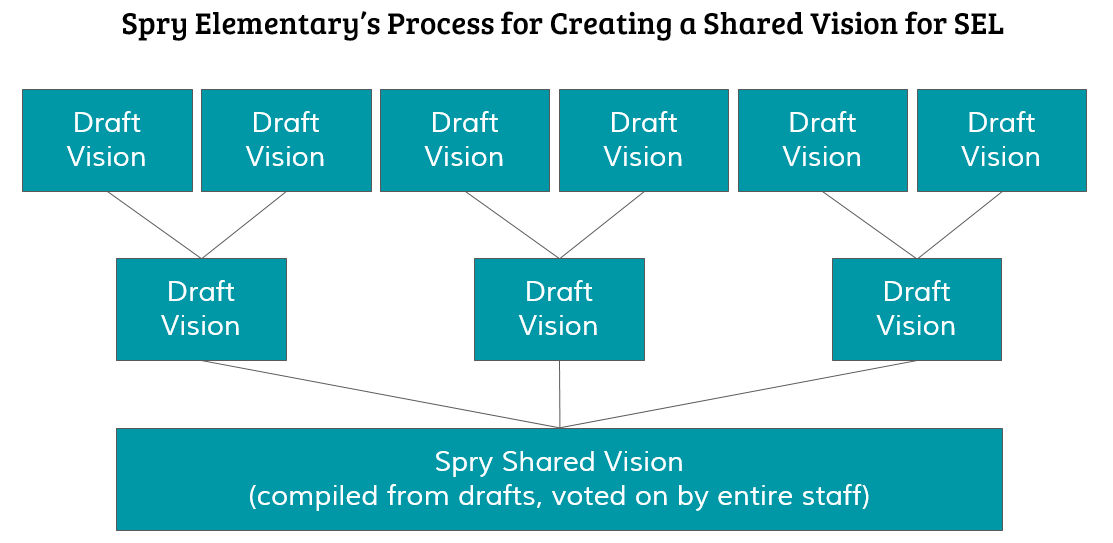 Spry Elementary’s Process for Creating a Shared Vision for SEL
Draft
Vision
Draft
Vision
Draft
Vision
Draft
Vision
Draft
Vision
Draft
Vision
Draft
Vision
Draft
Vision
Draft
Vision
Spry Shared Vision
(compiled from drafts, voted on by entire staff)